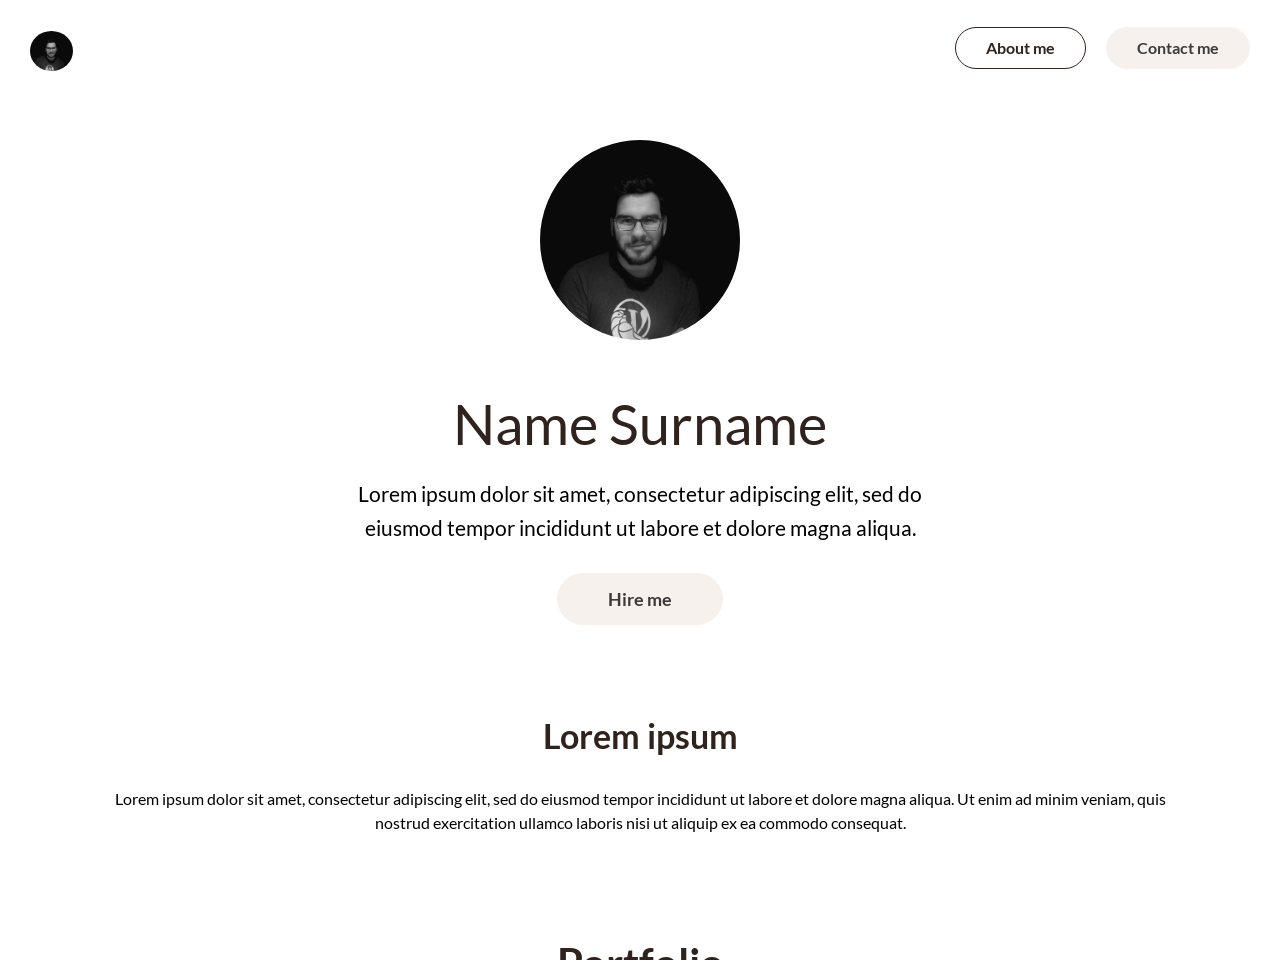 About me
Contact me
Name Surname
Lorem ipsum dolor sit amet, consectetur adipiscing elit, sed do
eiusmod tempor incididunt ut labore et dolore magna aliqua.
Hire me
Lorem ipsum
Lorem ipsum dolor sit amet, consectetur adipiscing elit, sed do eiusmod tempor incididunt ut labore et dolore magna aliqua. Ut enim ad minim veniam, quis
nostrud exercitation ullamco laboris nisi ut aliquip ex ea commodo consequat.
Portfolio